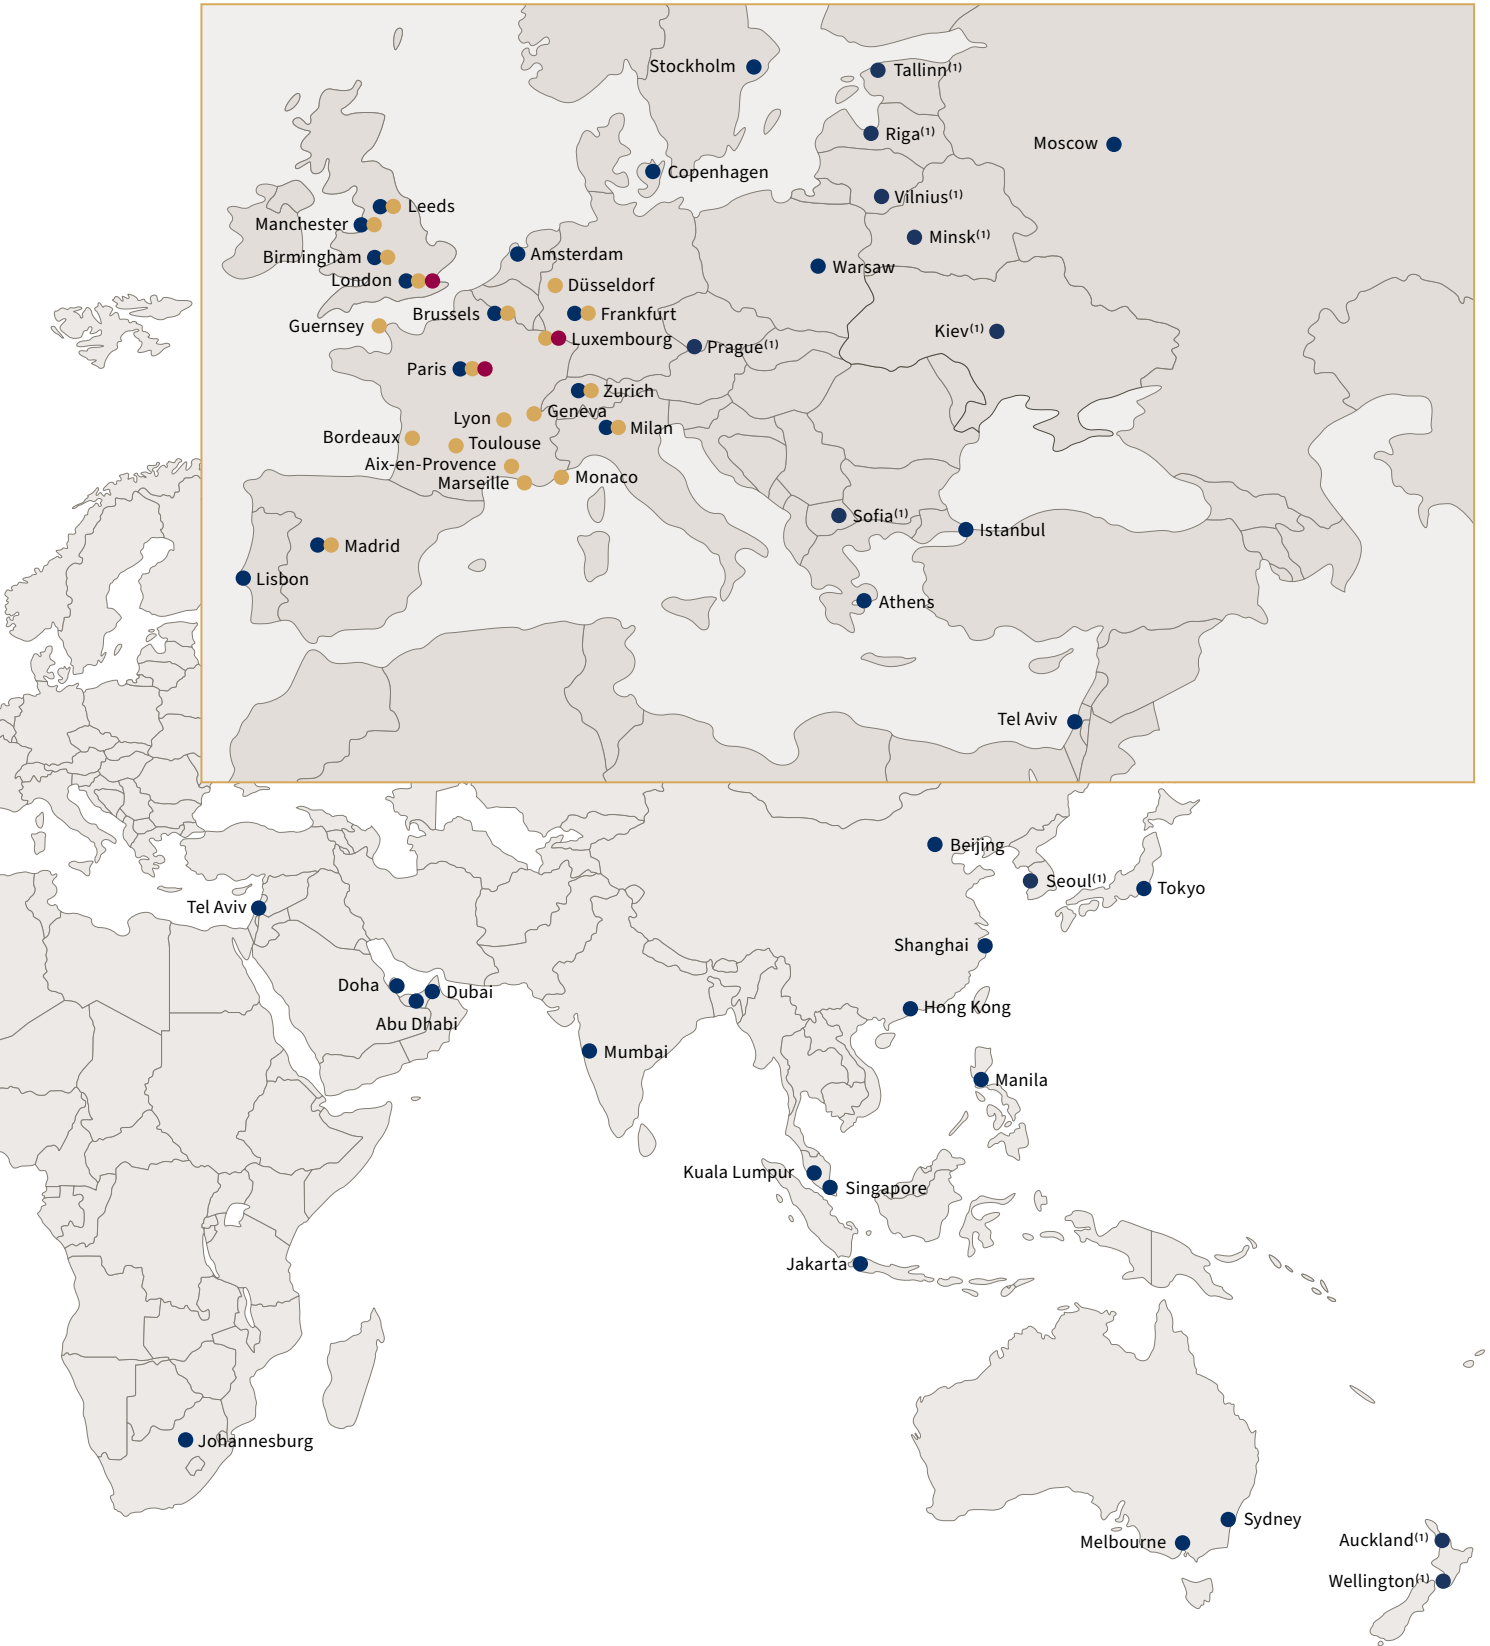 Stockholm
Tallinn⁽¹⁾
Riga⁽¹⁾
Moscow
Copenhagen
Vilnius⁽¹⁾
Leeds
Manchester
Minsk⁽¹⁾
Amsterdam
Birmingham
Warsaw
London
Düsseldorf
Brussels
Frankfurt
Guernsey
Kiev⁽¹⁾
Luxembourg
Prague⁽¹⁾
Paris
Zurich
Geneva
Lyon
Milan
Bordeaux
Toulouse
Aix-en-Provence
Marseille
Monaco
Sofia⁽¹⁾
Istanbul
Madrid
Lisbon
Athens
Tel Aviv
Beijing
Seoul⁽¹⁾
Tokyo
Tel Aviv
Shanghai
Doha
Dubai
Hong Kong
Abu Dhabi
Mumbai
Manila
Kuala Lumpur
Singapore
Jakarta
Johannesburg
Sydney
Melbourne
Auckland⁽¹⁾
Wellington⁽¹⁾